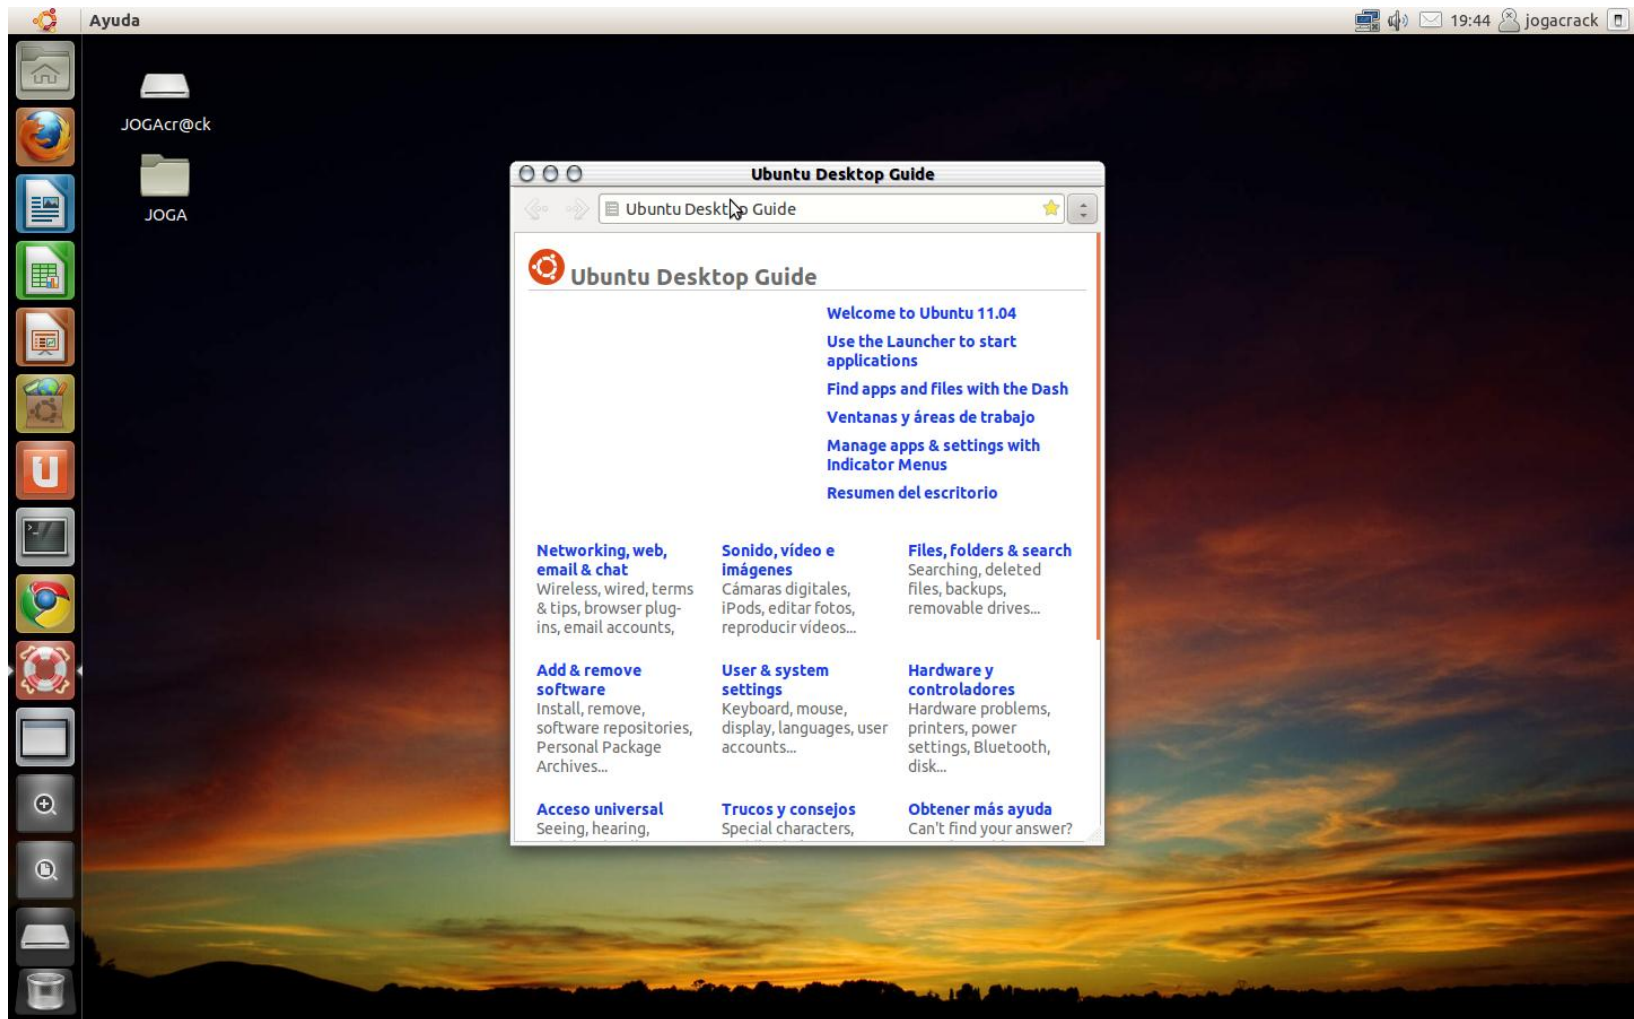 Ayuda
19:44 jogacrack
JOGAcr@ck
JOGA
Ubuntu Desktop Guide
Ubuntu Desktop Guide
Ubuntu Desktop Guide
Welcome to Ubuntu 11.04
Use the Launcher to start
applications
Find apps and files with the Dash
Ventanas y áreas de trabajo
Manage apps & settings with
Indicator Menus
Resumen del escritorio
Networking, web,
email & chat
Wireless, wired, terms
& tips, browser plug-
ins, email accounts,
Sonido, vídeo e
imágenes
Cámaras digitales,
iPods, editar fotos,
reproducir vídeos...
Files, folders & search
Searching, deleted
files, backups,
removable drives...
Add & remove
software
Install, remove,
software repositories,
Personal Package
Archives...
User & system
settings
Keyboard, mouse,
display, languages, user
accounts...
Hardware y
controladores
Hardware problems,
printers, power
settings, Bluetooth,
disk...
Acceso universal
Seeing, hearing,
Trucos y consejos
Special characters,
Obtener más ayuda
Can't find your answer?